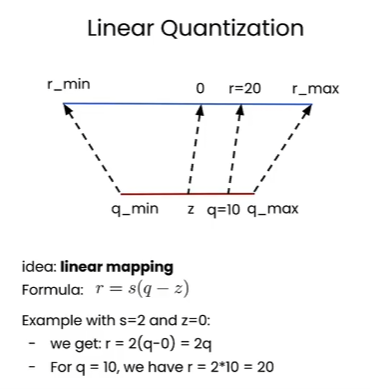 Linear Quantization
r_min 0 r=20 r_max
q_min z q=10 q_max
idea: linear mapping
Formula: r = s(q − z)
Example with s=2 and z=0:
- we get: r = 2(q-0) = 2q
- For q = 10, we have r = 2*10 = 20